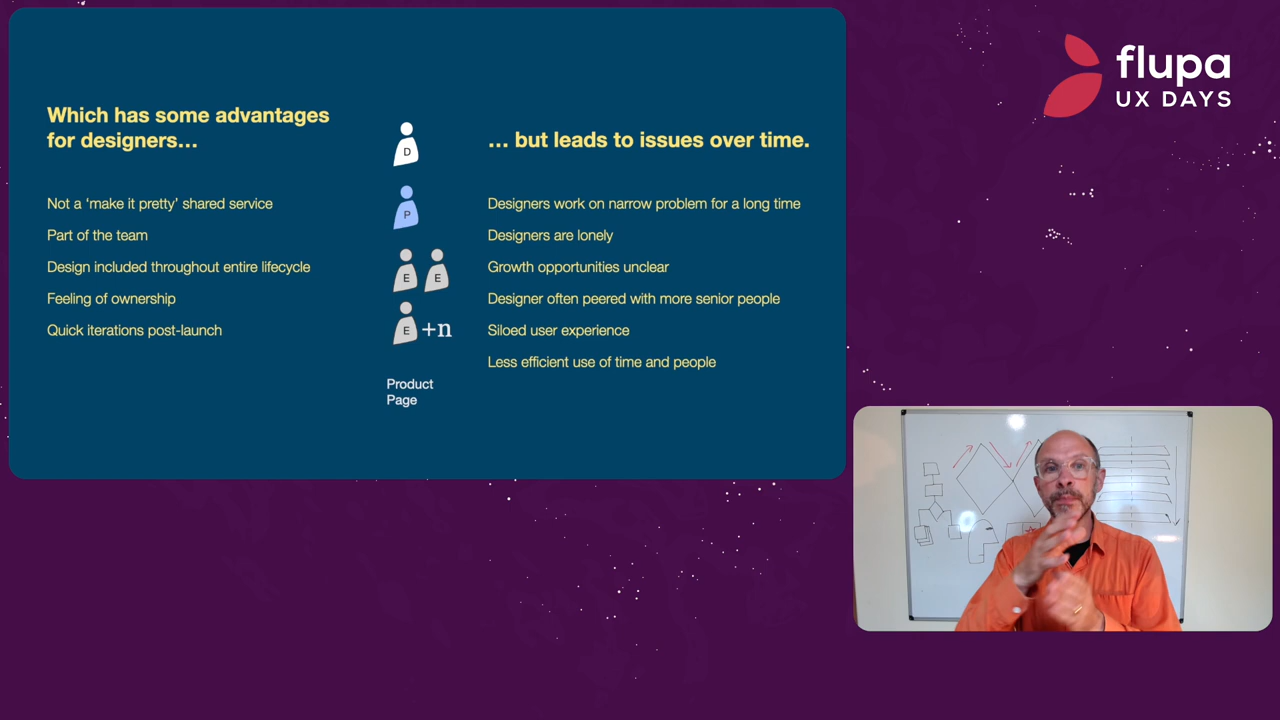 Which has some advantages
for designers...
Not a ‘make it pretty’ shared service
Part of the team
Design included throughout entire lifecycle
Feeling of ownership
Quick iterations post-launch
D
P
E E
E +n
Product
Page
... but leads to issues over time.
Designers work on narrow problem for a long time
Designers are lonely
Growth opportunities unclear
Designer often peered with more senior people
Siloed user experience
Less efficient use of time and people
flupa
UX DAYS